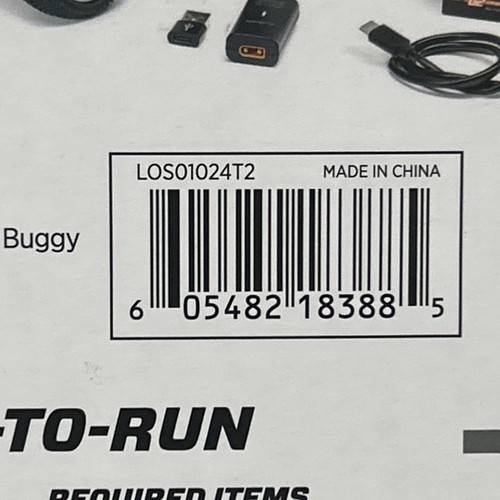 LOS01024T2 MADE IN CHINA
Buggy
6 05482 18388 5
-TO-RUN
REQUIRED ITEMS